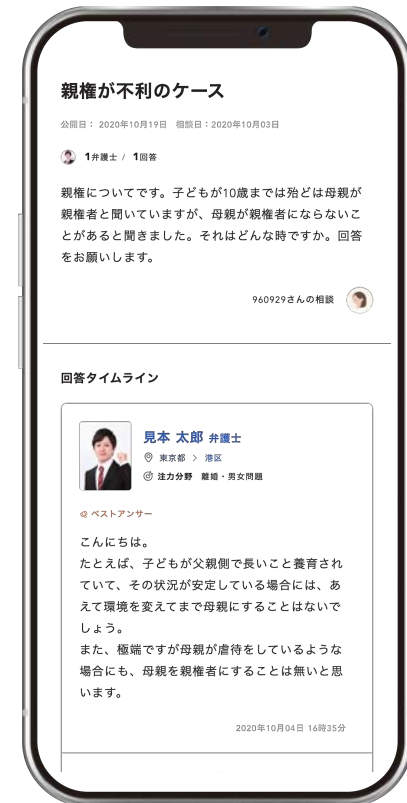 親権が不利のケース
公開日： 2020年10月19日 相談日：2020年10月03日
1弁護士 / 1回答
親権についてです。子どもが10歳までは殆どは母親が
親権者と聞いていますが、母親が親権者にならないこ
とがあると聞きました。それはどんな時ですか。回答
をお願いします。
960929さんの相談
回答タイムライン
見本 太郎 弁護士
東京都 > 港区
注力分野 離婚・男女問題
ベストアンサー
こんにちは。
たとえば、子どもが父親側で長いこと養育され
ていて、その状況が安定している場合には、あ
えて環境を変えてまで母親にすることはないで
しょう。
また、極端ですが母親が虐待をしているような
場合にも、母親を親権者にすることは無いと思
います。
2020年10月04日 16時35分